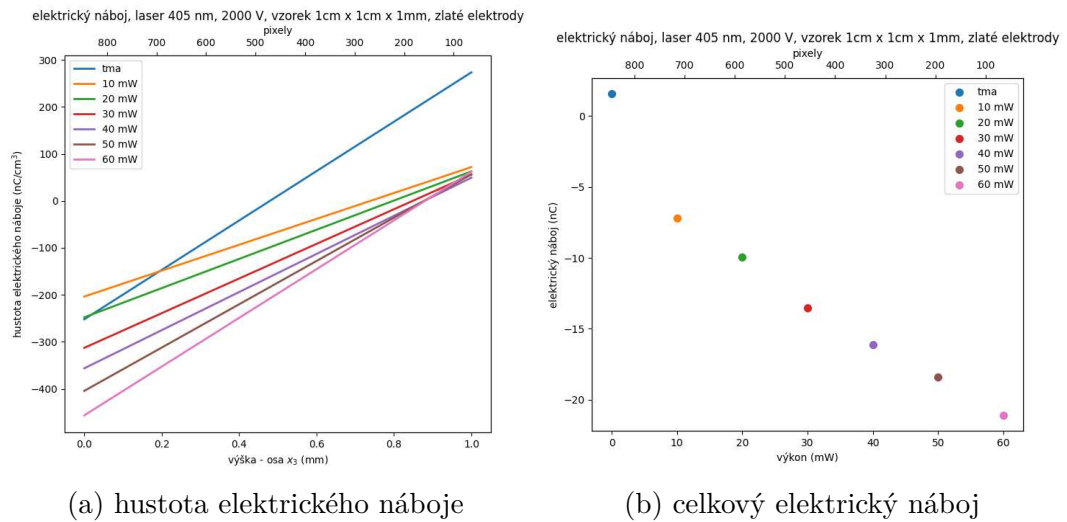 elektrický náboj, laser 405 nm, 2000 V, vzorek 1cm x 1cm x 1mm, zlaté elektrody
pixely
800 700 600 500 400 300 200 100
300
200
100
0
−100
−200
−300
−400
hustota elektrického náboje (nC/cm³)
tma
10 mW
20 mW
30 mW
40 mW
50 mW
60 mW
0.0 0.2 0.4 0.6 0.8 1.0
výška - osa x₃ (mm)
(a) hustota elektrického náboje
elektrický náboj, laser 405 nm, 2000 V, vzorek 1cm x 1cm x 1mm, zlaté elektrody
pixely
800 700 600 500 400 300 200 100
0
−5
−10
−15
−20
elektrický náboj (nC)
tma
10 mW
20 mW
30 mW
40 mW
50 mW
60 mW
0 10 20 30 40 50 60
výkon (mW)
(b) celkový elektrický náboj